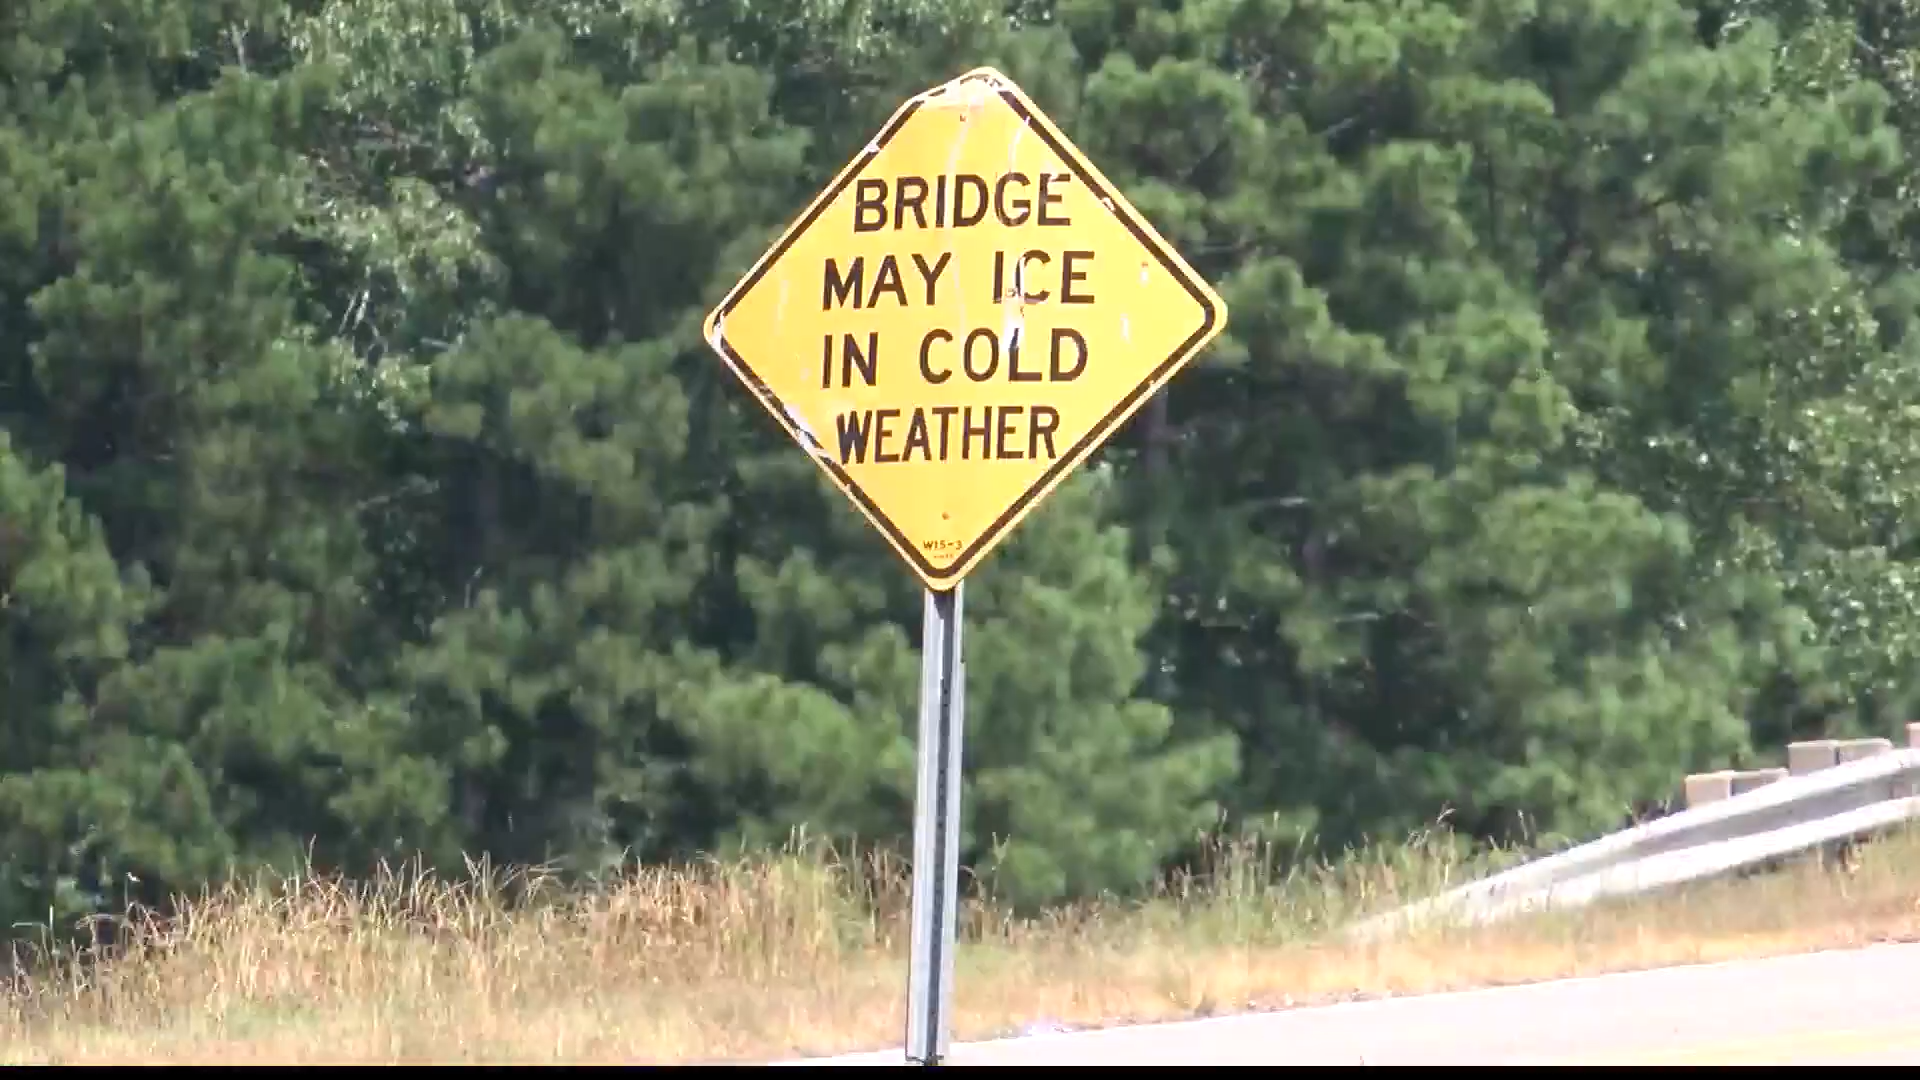 BRIDGE
MAY ICE
IN COLD
WEATHER
W15-3